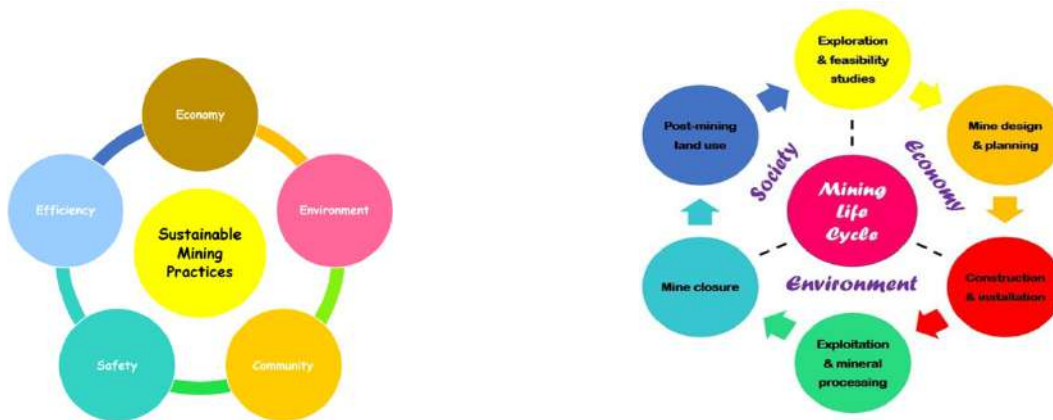 Economy
Efficiency
Environment
Sustainable
Mining
Practices
Safety
Community
Exploration
& feasibility
studies
Post-mining
land use
Mine design
& planning
Society
Economy
Mining
Life
Cycle
Mine closure
Environment
Construction
& installation
Exploitation
& mineral
processing